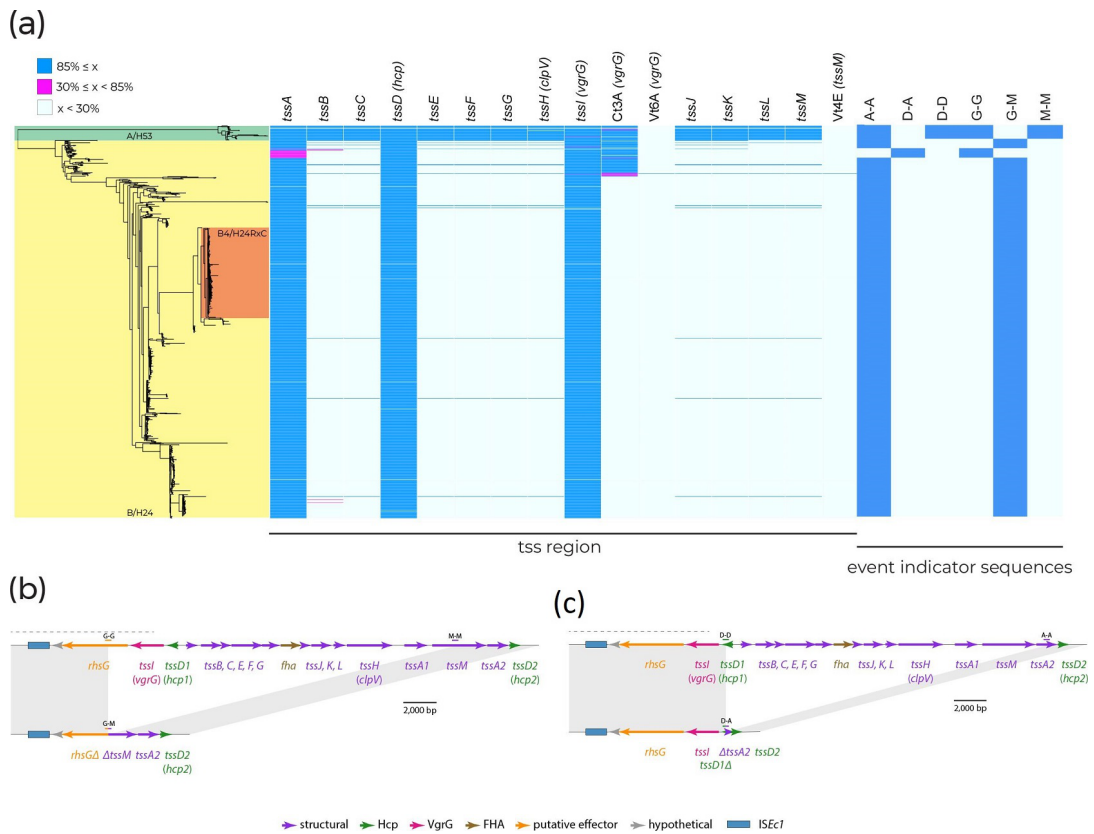 (a)
85% ≤ x
30% ≤ x < 85%
x < 30%
tssA
tssB
tssC
tssD (hcp)
tssE
tssF
tssG
tssH (clpV)
tssI (vgrG)
Ct3A (vgrG)
Vt6A (vgrG)
tssJ
tssK
tssL
tssM
Vt4E (tssM)
A-A
D-A
D-D
G-G
G-M
M-M
A/H53
B4/H24RxC
B/H24
tss region
event indicator sequences
(b)
G-G
M-M
rhsG
tssI
(vgrG)
tssD1
(hcp1)
tssB, C, E, F, G
fha
tssJ, K, L
tssH
(clpV)
tssA1
tssM
tssA2
tssD2
(hcp2)
2,000 bp
G-M
rhsGΔ
ΔtssM
tssA2
tssD2
(hcp2)
(c)
D-D
A-A
rhsG
tssI
(vgrG)
tssD1
(hcp1)
tssB, C, E, F, G
fha
tssJ, K, L
tssH
(clpV)
tssA1
tssM
tssA2
tssD2
(hcp2)
2,000 bp
D-A
rhsG
tssI
ΔtssA2
tssD2
tssD1Δ
structural
Hcp
VgrG
FHA
putative effector
hypothetical
ISEc1